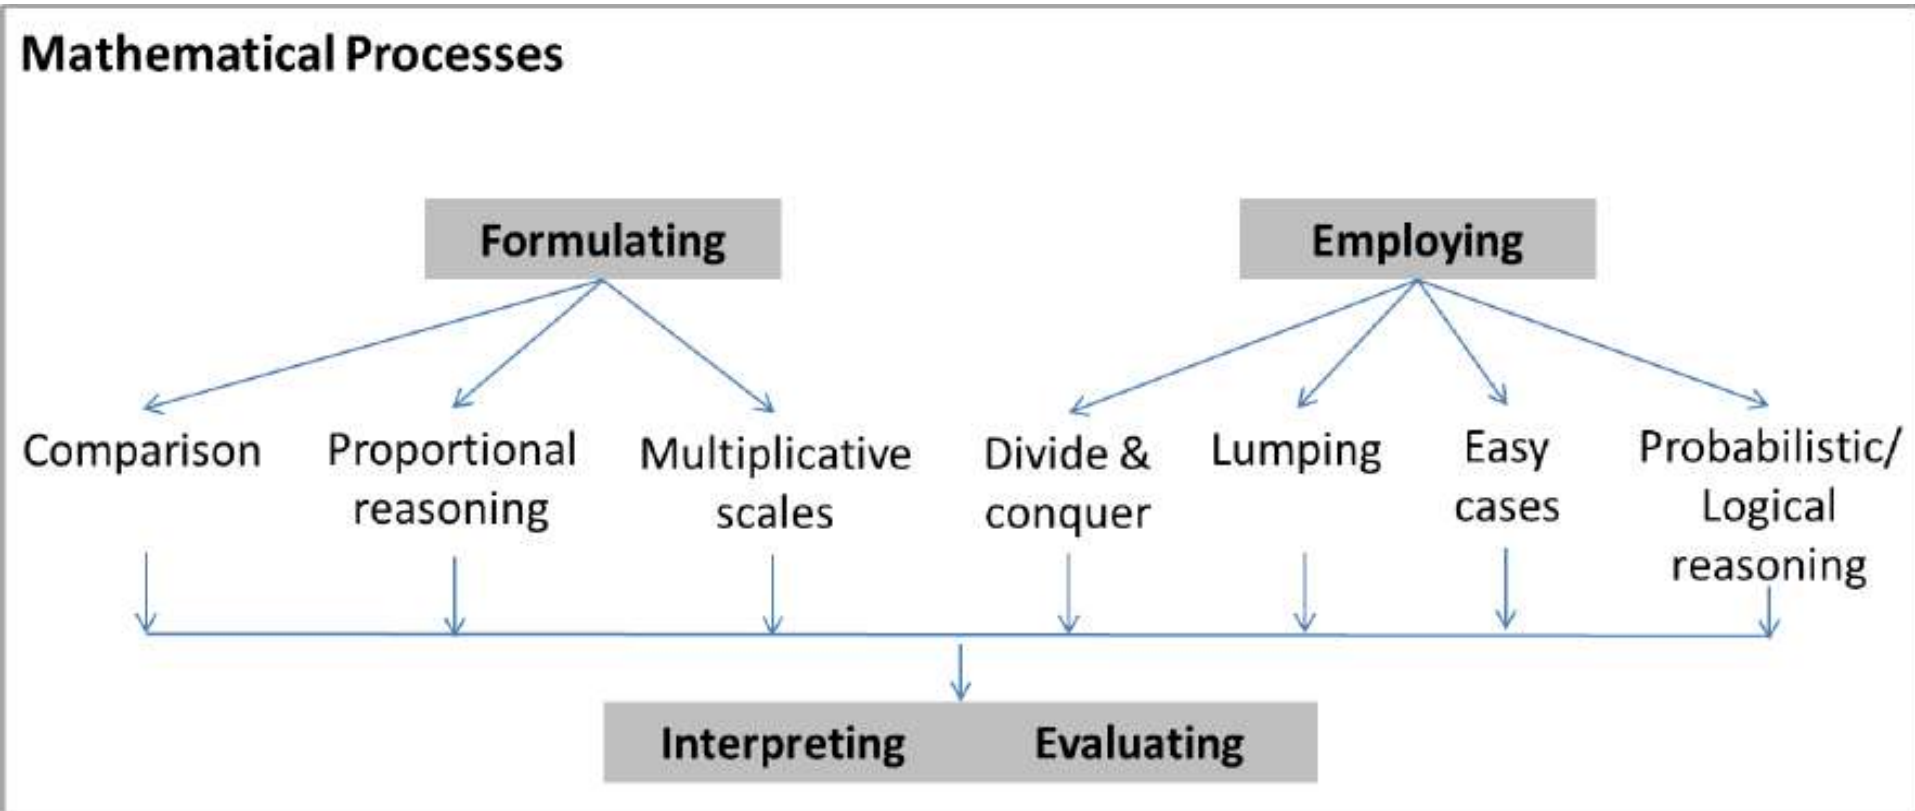 Mathematical Processes
Formulating
Employing
Comparison
Proportional
reasoning
Multiplicative
scales
Divide &
conquer
Lumping
Easy
cases
Probabilistic/
Logical
reasoning
Interpreting Evaluating